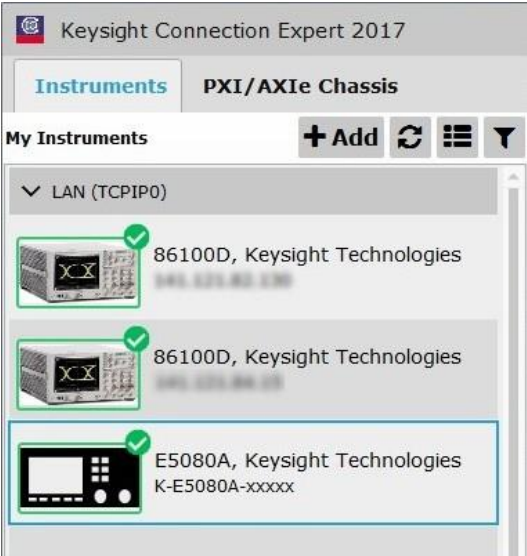 Keysight Connection Expert 2017
Instruments PXI/AXIe Chassis
My Instruments + Add
LAN (TCPIP0)
86100D, Keysight Technologies
86100D, Keysight Technologies
E5080A, Keysight Technologies
K-E5080A-xxxxx